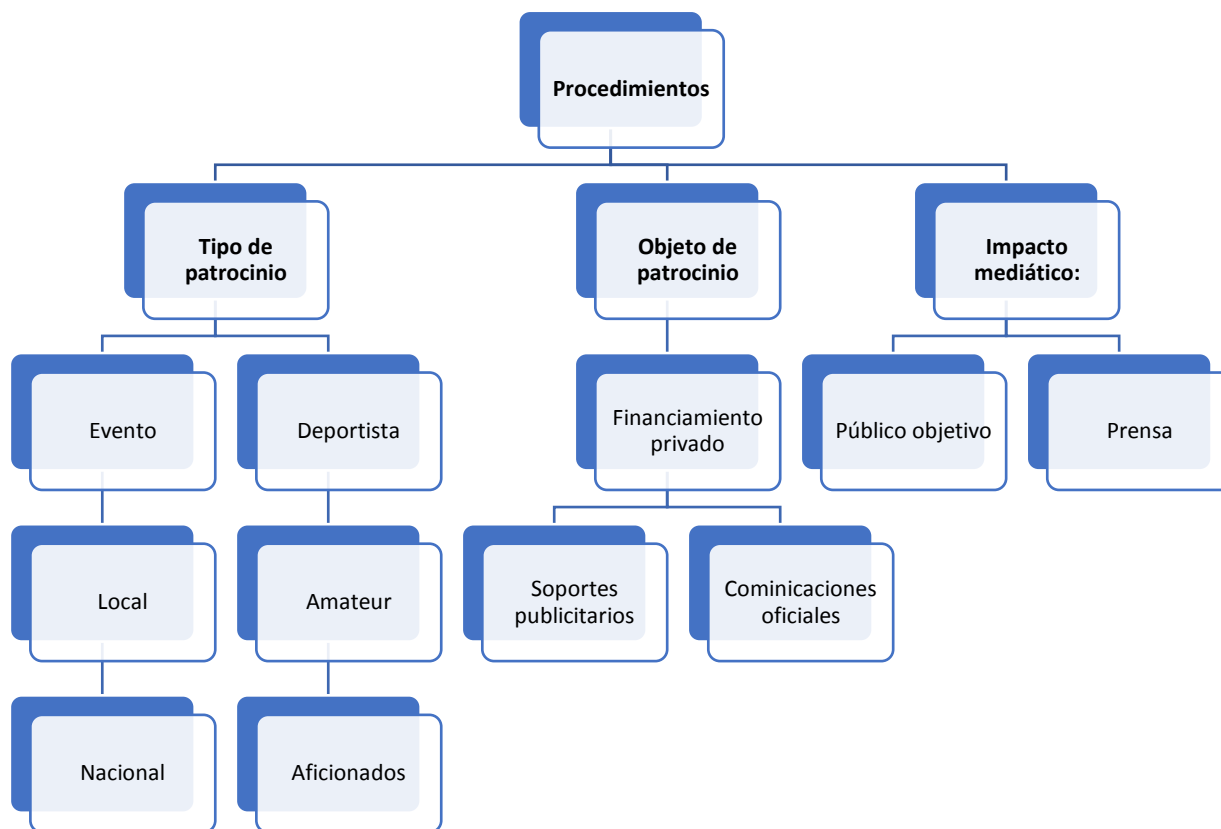 Procedimientos
Tipo de
patrocinio
Objeto de
patrocinio
Impacto
mediático:
Evento
Deportista
Financiamiento
privado
Público objetivo
Prensa
Local
Amateur
Soportes
publicitarios
Cominicaciones
oficiales
Nacional
Aficionados